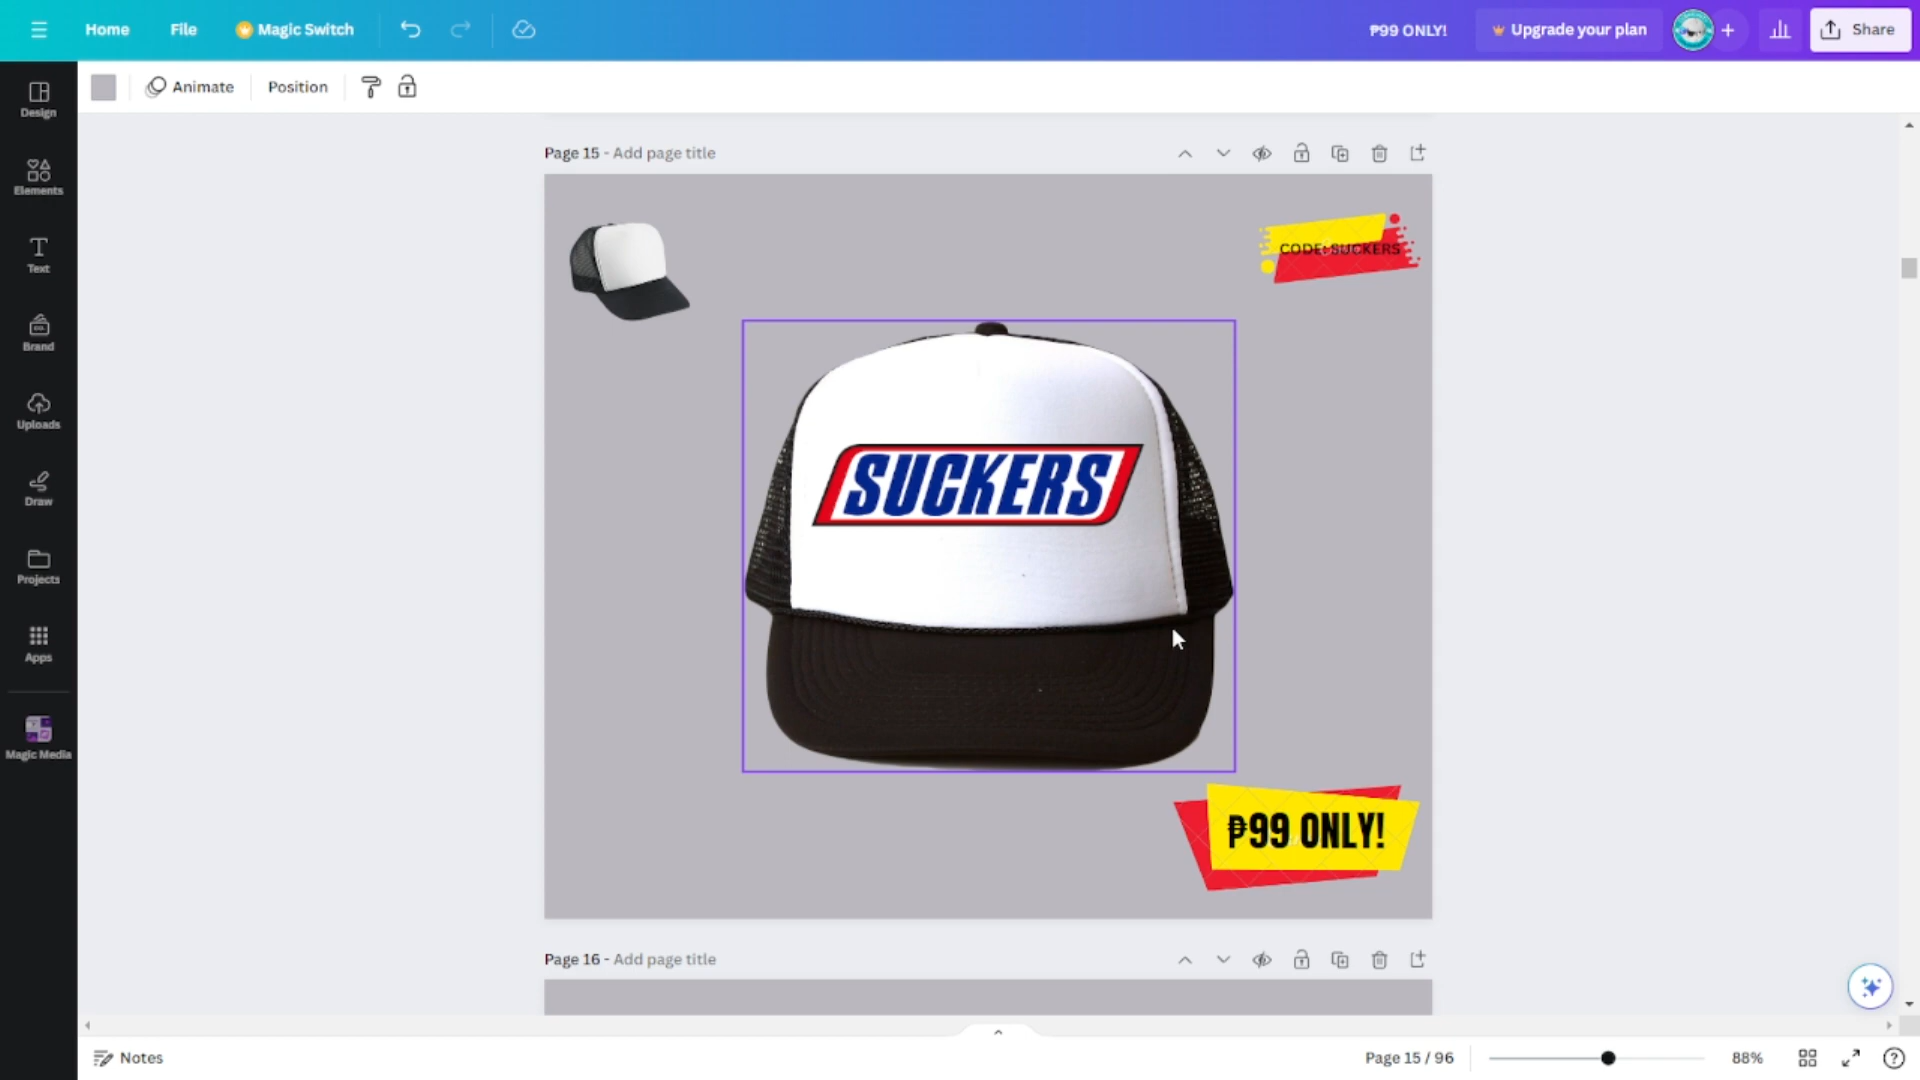 Home File Magic Switch ₱99 ONLY! Upgrade your plan Share
Animate Position
Design
Elements
Text
Brand
Uploads
Draw
Projects
Apps
Magic Media
Page 15 - Add page title
CODE: SUCKERS
SUCKERS
₱99 ONLY!
Page 16 - Add page title
Notes Page 15 / 96 88%